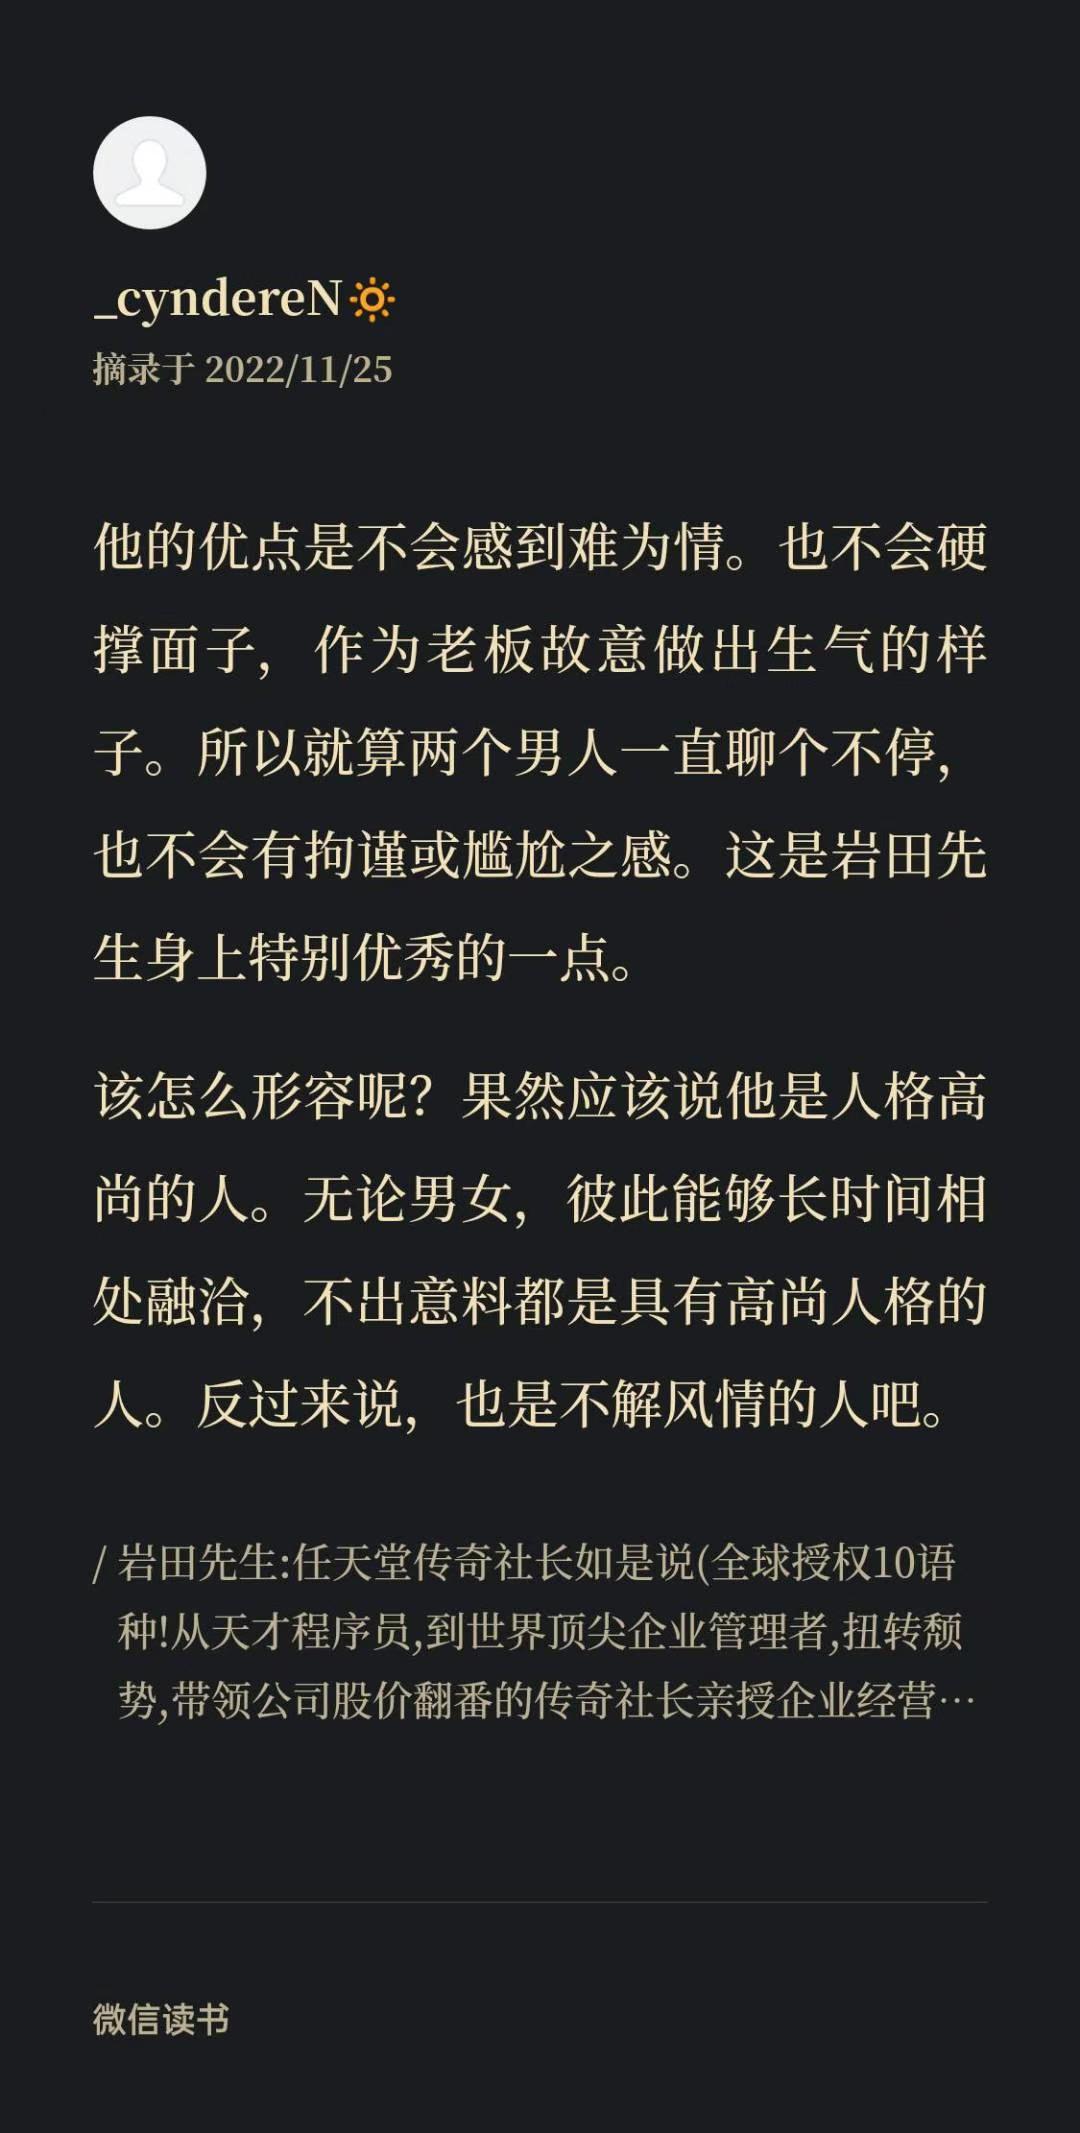 _cyndereN🔅
摘录于 2022/11/25
他的优点是不会感到难为情。也不会硬
撑面子，作为老板故意做出生气的样
子。所以就算两个男人一直聊个不停，
也不会有拘谨或尴尬之感。这是岩田先
生身上特别优秀的一点。
该怎么形容呢？果然应该说他是人格高
尚的人。无论男女，彼此能够长时间相
处融洽，不出意料都是具有高尚人格的
人。反过来说，也是不解风情的人吧。
/ 岩田先生:任天堂传奇社长如是说(全球授权10语
种!从天才程序员,到世界顶尖企业管理者,扭转颓
势,带领公司股价翻番的传奇社长亲授企业经营…
微信读书